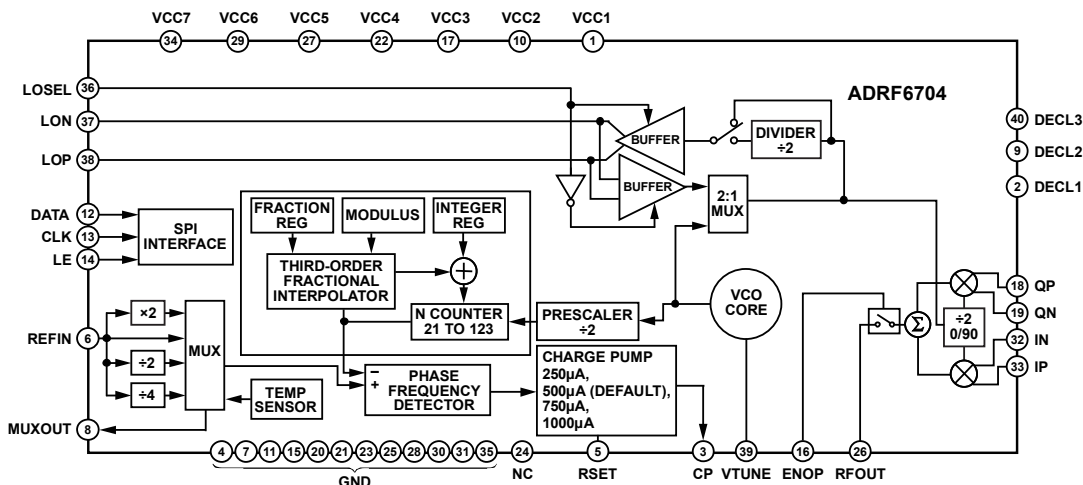 VCC7 VCC6 VCC5 VCC4 VCC3 VCC2 VCC1
34 29 27 22 17 10 1
LOSEL 36
ADRF6704
LON 37
40 DECL3
BUFFER
DIVIDER
÷2
LOP 38
9 DECL2
BUFFER
2:1
MUX
2 DECL1
DATA 12
CLK 13
LE 14
SPI
INTERFACE
FRACTION
REG
MODULUS
INTEGER
REG
THIRD-ORDER
FRACTIONAL
INTERPOLATOR
+
N COUNTER
21 TO 123
PRESCALER
÷2
VCO
CORE
18 QP
19 QN
32 IN
33 IP
Σ
÷2
0/90
REFIN 6
×2
÷2
÷4
MUX
TEMP
SENSOR
−
+
PHASE
FREQUENCY
DETECTOR
CHARGE PUMP
250µA,
500µA (DEFAULT),
750µA,
1000µA
MUXOUT 8
4 7 11 15 20 21 23 25 28 30 31 35 24 5 3 39 16 26
GND NC RSET CP VTUNE ENOP RFOUT